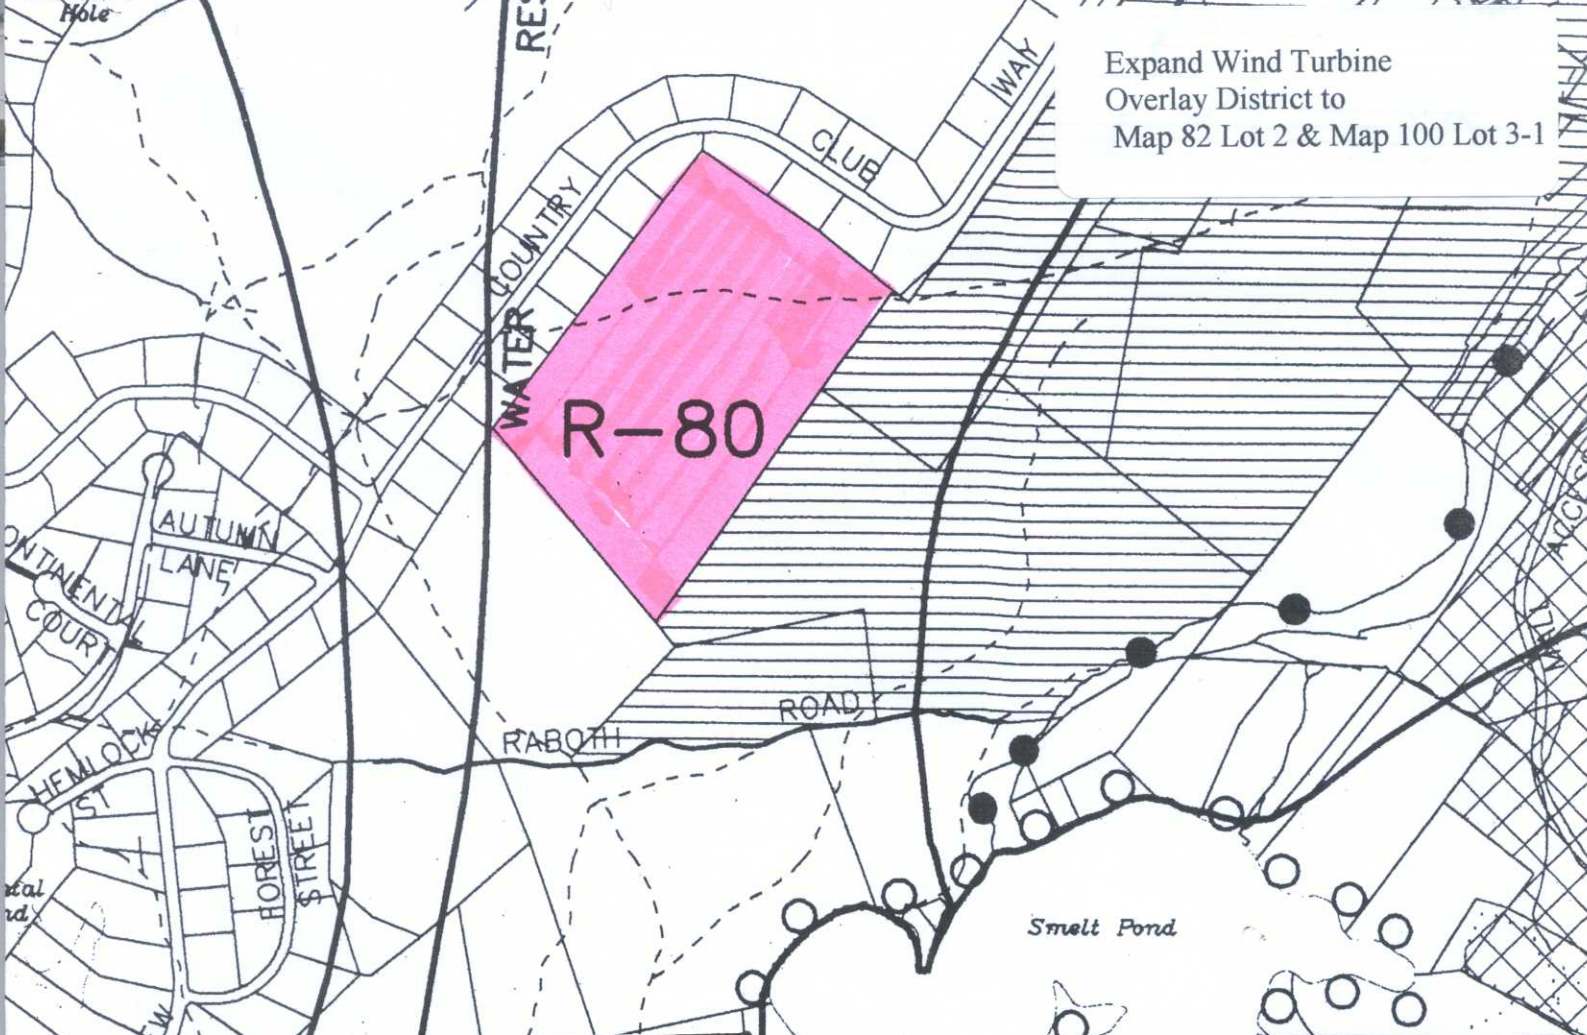 Hole
RES
WAY
Expand Wind Turbine
Overlay District to
Map 82 Lot 2 & Map 100 Lot 3-1
CLUB
COUNTRY
WATER
R-80
AUTUMN
LANE
COURT
RABOTH
ROAD
HEMLOCK
ST
FOREST
STREET
Smelt Pond